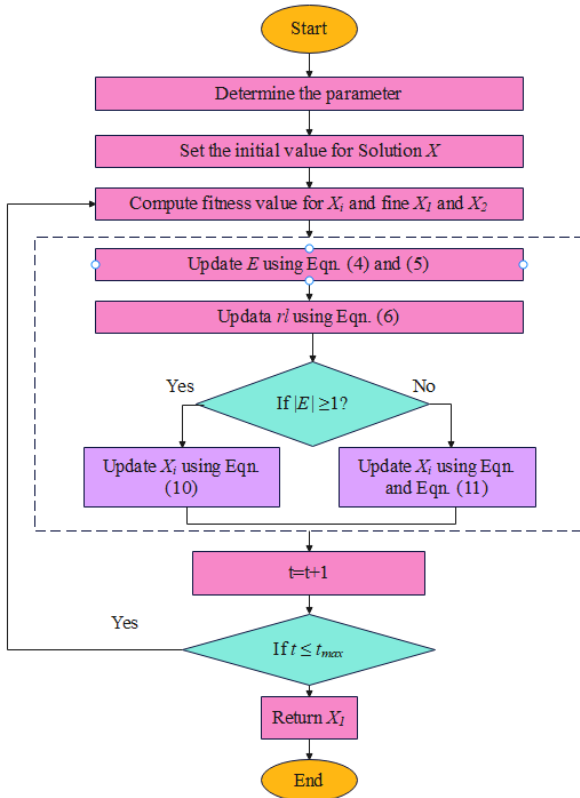 Start
Determine the parameter
Set the initial value for Solution X
Compute fitness value for Xi and fine X1 and X2
Update E using Eqn. (4) and (5)
Updata rl using Eqn. (6)
If |E| ≥1?
Yes
No
Update Xi using Eqn.
(10)
Update Xi using Eqn.
and Eqn. (11)
t=t+1
Yes
If t ≤ tmax
Return X1
End